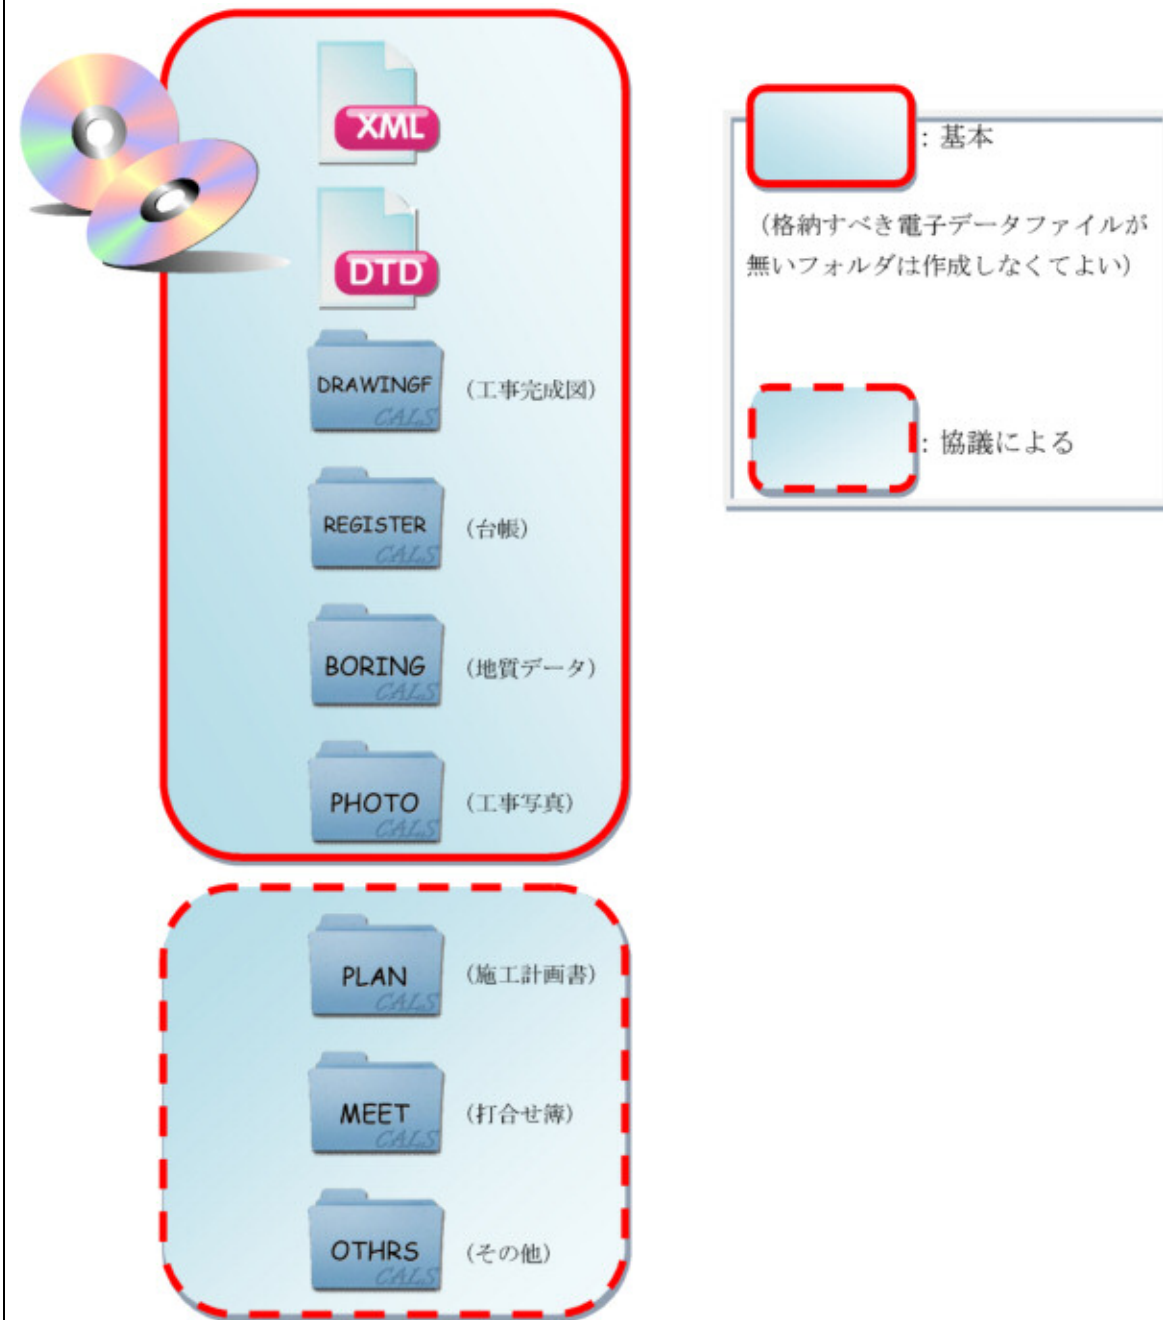 XML
DTD
DRAWINGF
CALS
（工事完成図）
REGISTER
CALS
（台帳）
BORING
CALS
（地質データ）
PHOTO
CALS
（工事写真）
PLAN
CALS
（施工計画書）
MEET
CALS
（打合せ簿）
OTHRS
CALS
（その他）
：基本
（格納すべき電子データファイルが
無いフォルダは作成しなくてよい）
：協議による